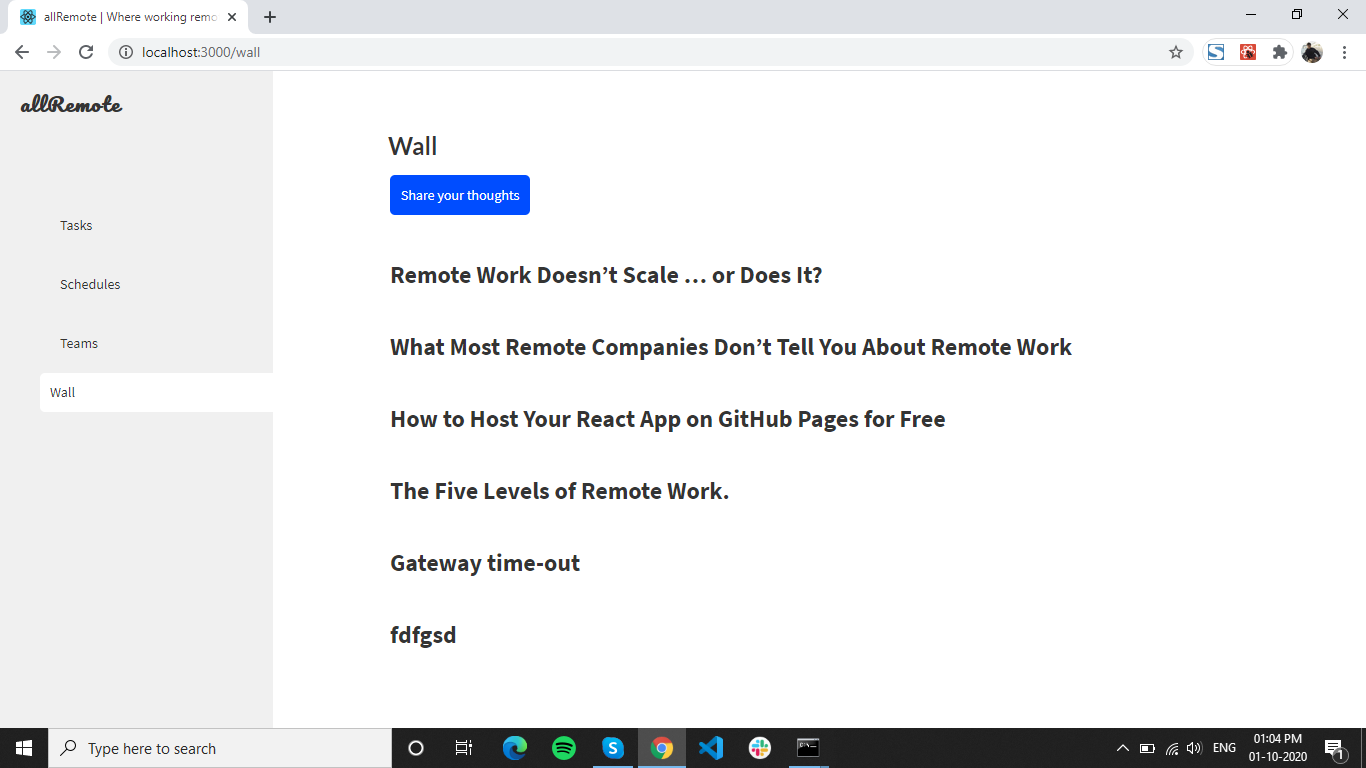 allRemote | Where working remo
localhost:3000/wall
allRemote
Tasks
Schedules
Teams
Wall
Wall
Share your thoughts
Remote Work Doesn’t Scale … or Does It?
What Most Remote Companies Don’t Tell You About Remote Work
How to Host Your React App on GitHub Pages for Free
The Five Levels of Remote Work.
Gateway time-out
fdfgsd
Type here to search
ENG
01:04 PM
01-10-2020
1